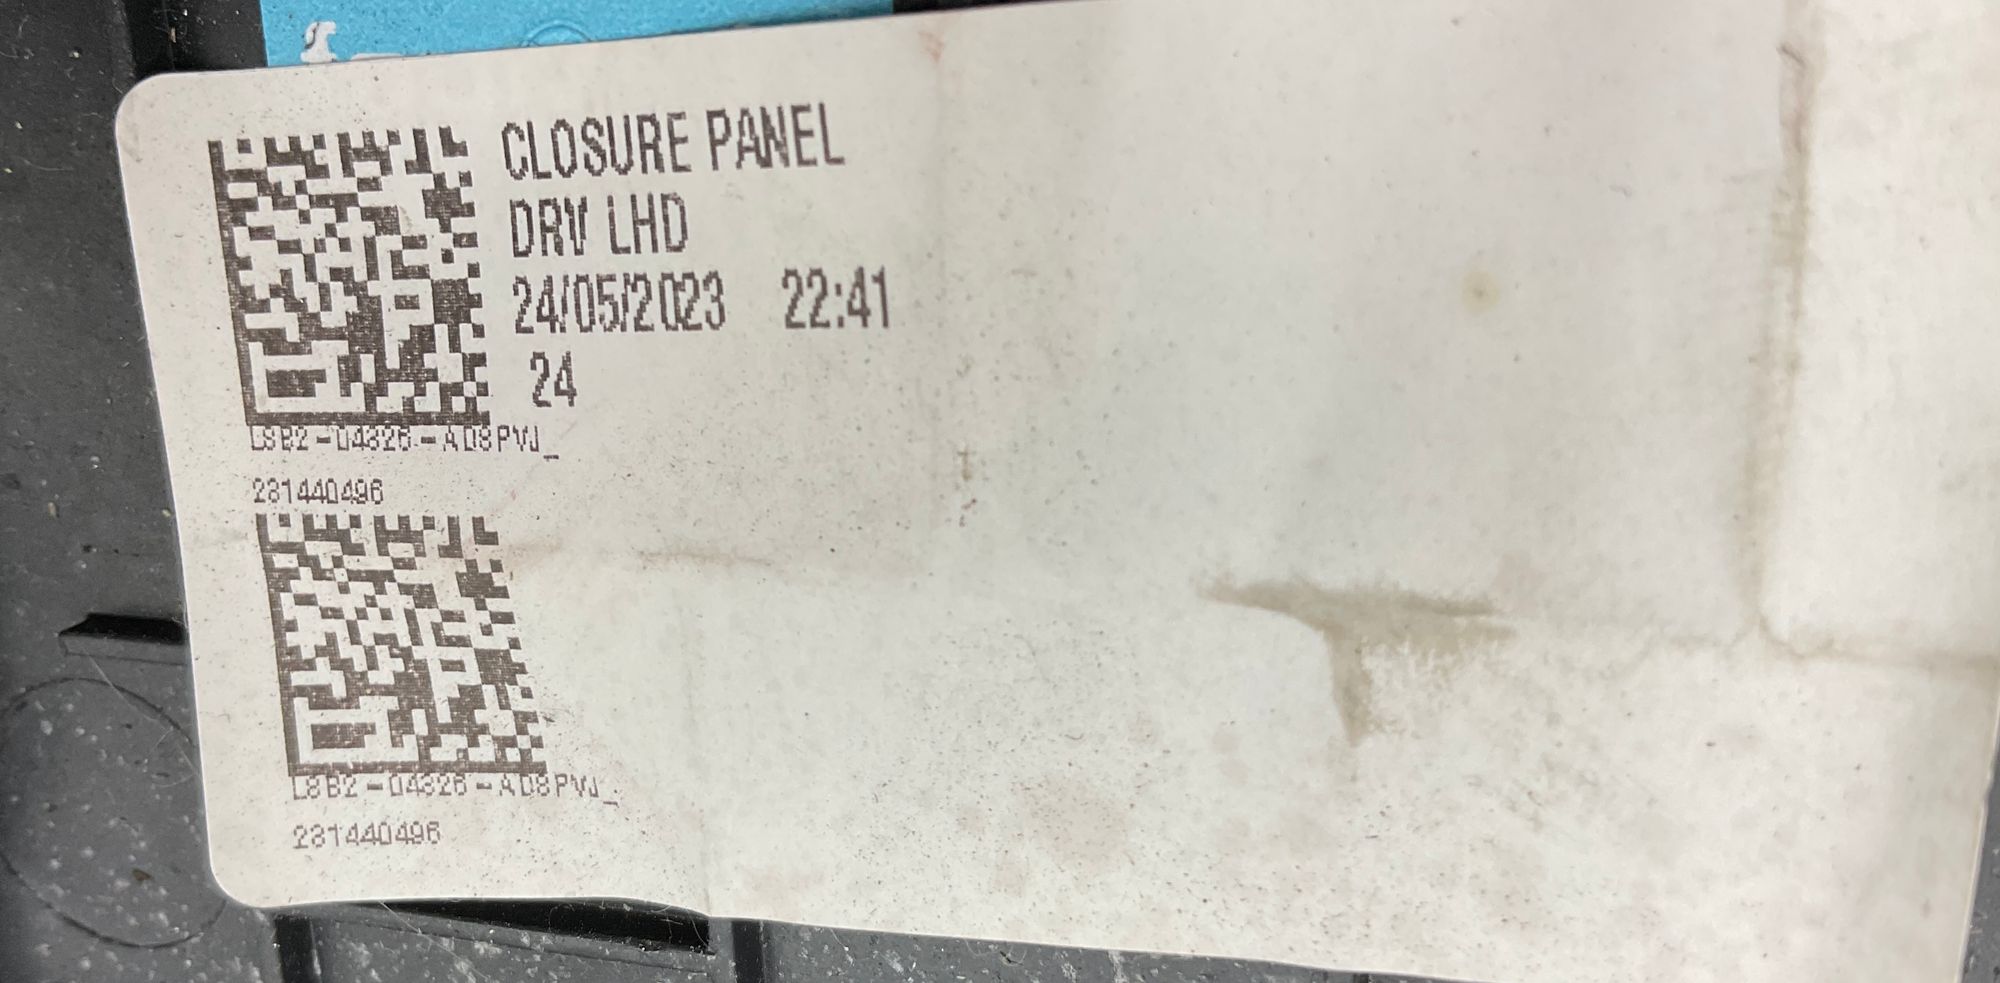 CLOSURE PANEL
DRV LHD
24/05/2023 22:41
24
L8B2-04326-AD8PVJ_
231440496
L8B2-04326-AD8PVJ_
231440496